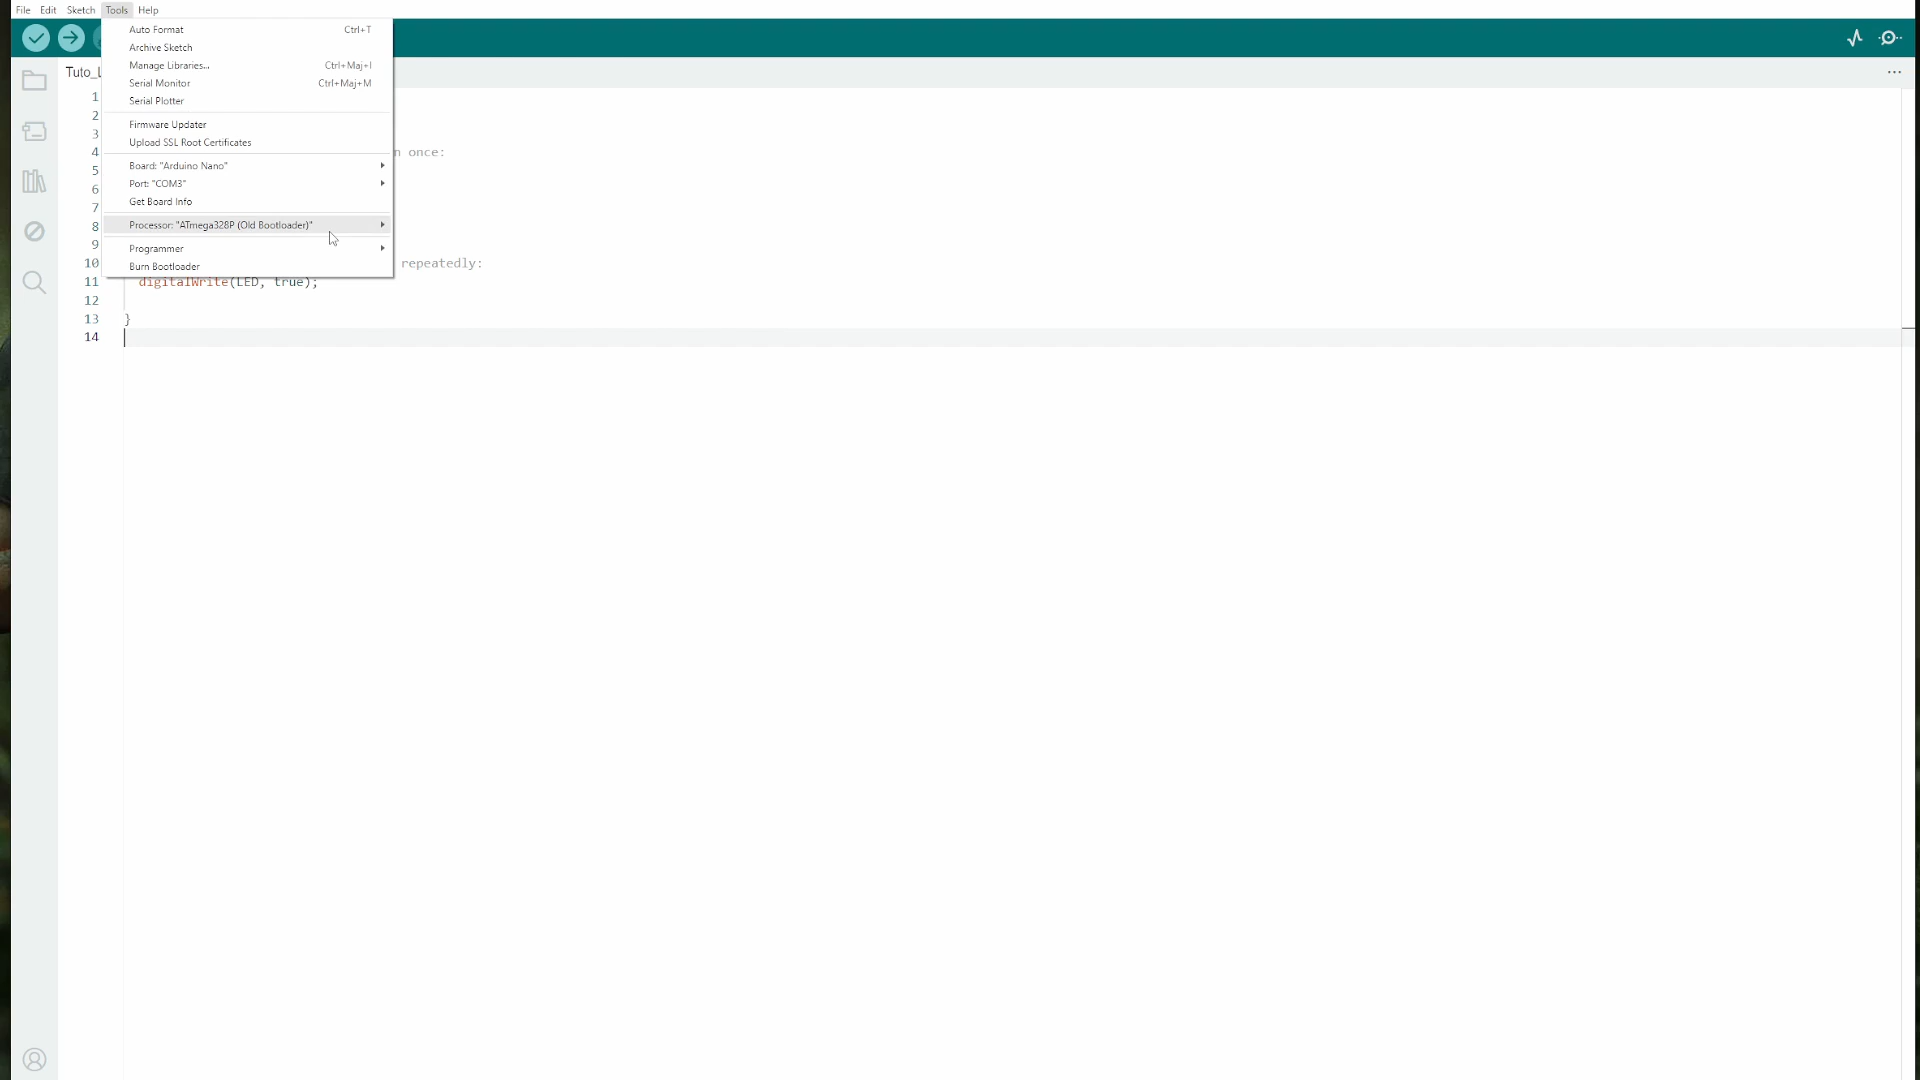 File Edit Sketch Tools Help
Auto Format Ctrl+T
Archive Sketch
Manage Libraries... Ctrl+Maj+I
Serial Monitor Ctrl+Maj+M
Serial Plotter
Firmware Updater
Upload SSL Root Certificates
Board: "Arduino Nano"
Port: "COM3"
Get Board Info
Processor: "ATmega328P (Old Bootloader)"
Programmer
Burn Bootloader
Tuto_L
1
2
3
4 n once:
5
6
7
8
9
10 repeatedly:
11 digitalWrite(LED, true);
12
13 }
14